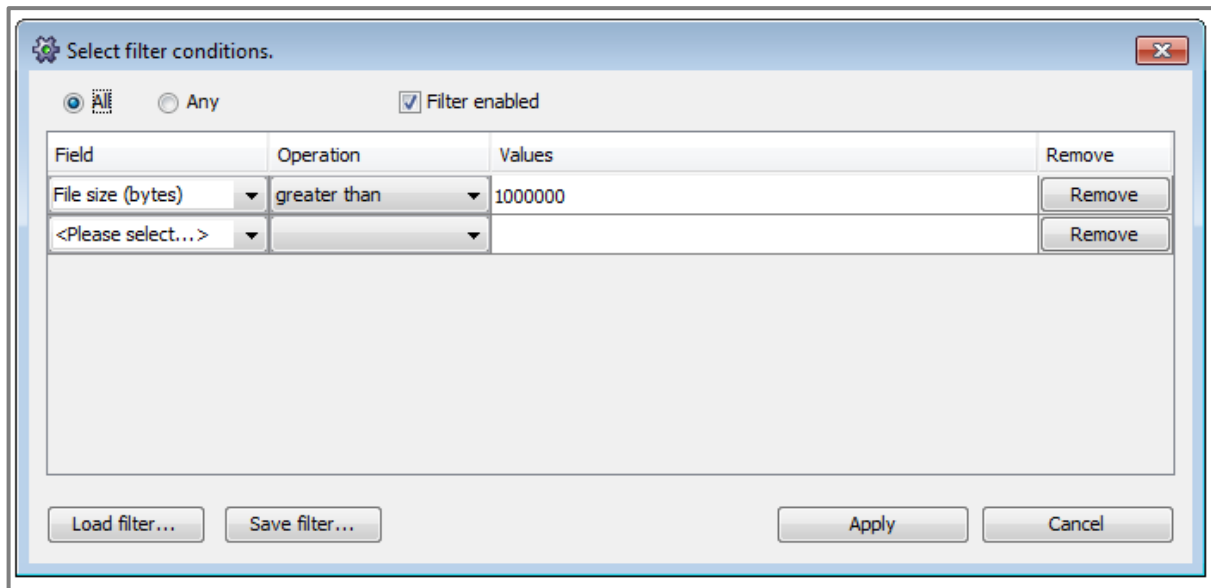 Select filter conditions.
All Any Filter enabled
Field Operation Values Remove
File size (bytes) greater than 1000000 Remove
<Please select...> Remove
Load filter... Save filter... Apply Cancel